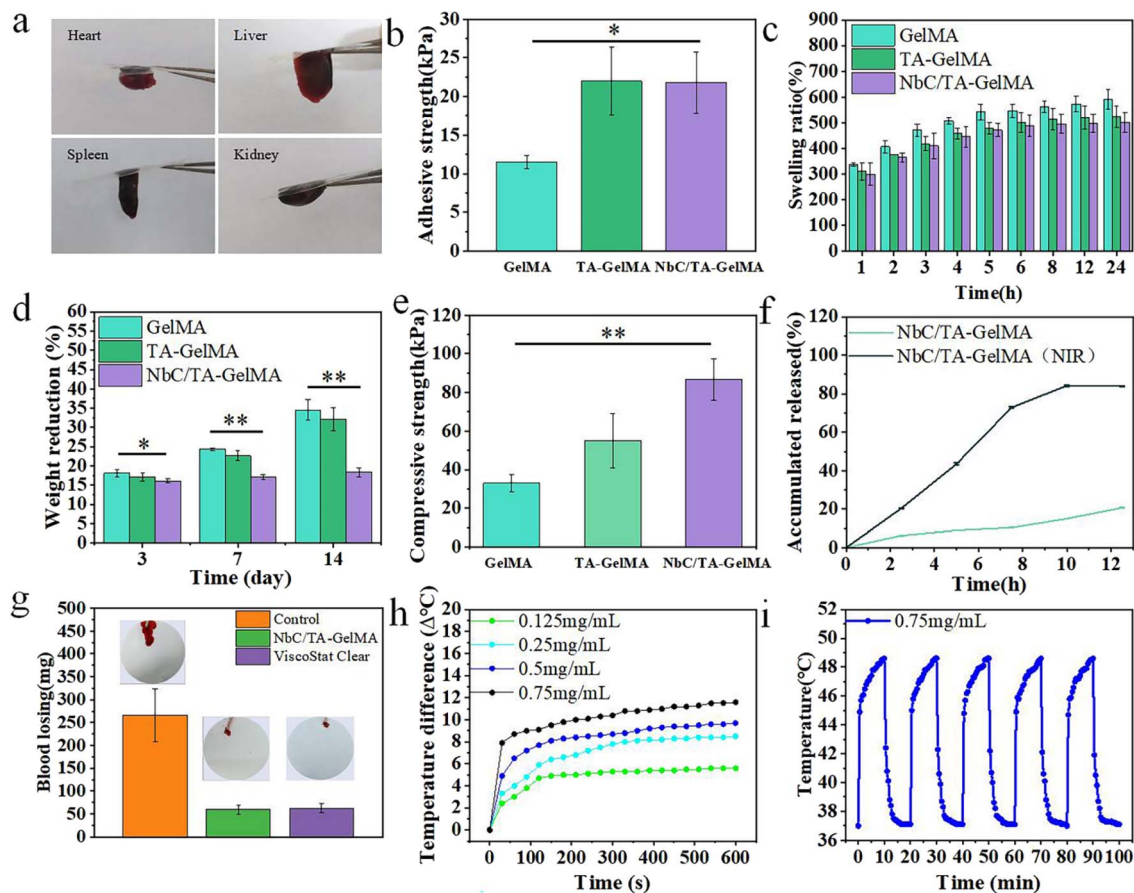 a
Heart
Liver
Spleen
Kidney
b
Adhesive strength(kPa)
30
25
20
15
10
5
0
*
GelMA
TA-GelMA
NbC/TA-GelMA
c
Swelling ratio(%)
900
800
700
600
500
400
300
200
100
0
GelMA
TA-GelMA
NbC/TA-GelMA
1
2
3
4
5
6
8
12
24
Time(h)
d
Weight reduction (%)
60
55
50
45
40
35
30
25
20
15
10
5
0
GelMA
TA-GelMA
NbC/TA-GelMA
*
**
**
3
7
14
Time (day)
e
Compressive strength(kPa)
120
100
80
60
40
20
0
**
GelMA
TA-GelMA
NbC/TA-GelMA
f
Accumulated released(%)
120
100
80
60
40
20
0
NbC/TA-GelMA
NbC/TA-GelMA（NIR）
0
2
4
6
8
10
12
Time(h)
g
Blood losing(mg)
500
450
400
350
300
250
200
150
100
50
0
Control
NbC/TA-GelMA
ViscoStat Clear
h
Temperature difference (Δ°C)
20
18
16
14
12
10
8
6
4
2
0
0.125mg/mL
0.25mg/mL
0.5mg/mL
0.75mg/mL
0
100
200
300
400
500
600
Time (s)
i
Temperature(°C)
52
50
48
46
44
42
40
38
36
0.75mg/mL
0
10
20
30
40
50
60
70
80
90
100
Time (min)